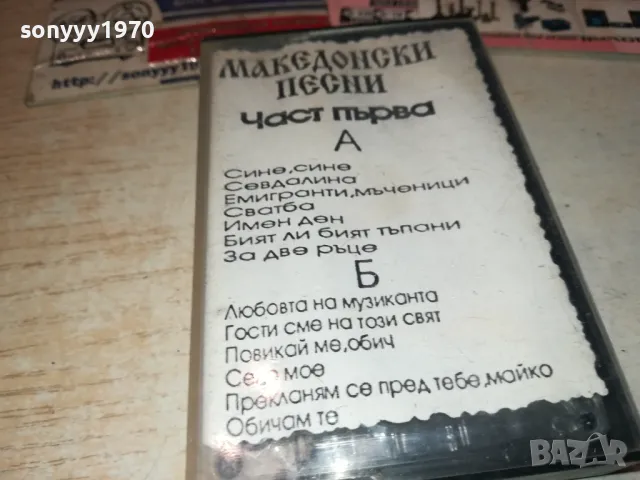 sonyyy1970
http://sonyyy1
МАКЕДОНСКИ
ПЕСНИ
Част първа
А
Сине,сине
Севдалина
Емигранти,мъченици
Сватба
Имен ден
Бият ли бият тъпани
За две ръце
Б
Любовта на музиканта
Гости сме на този свят
Повикай ме,обич
мое
Прекланям се пред тебе,майко
Обичам те
BAZAR